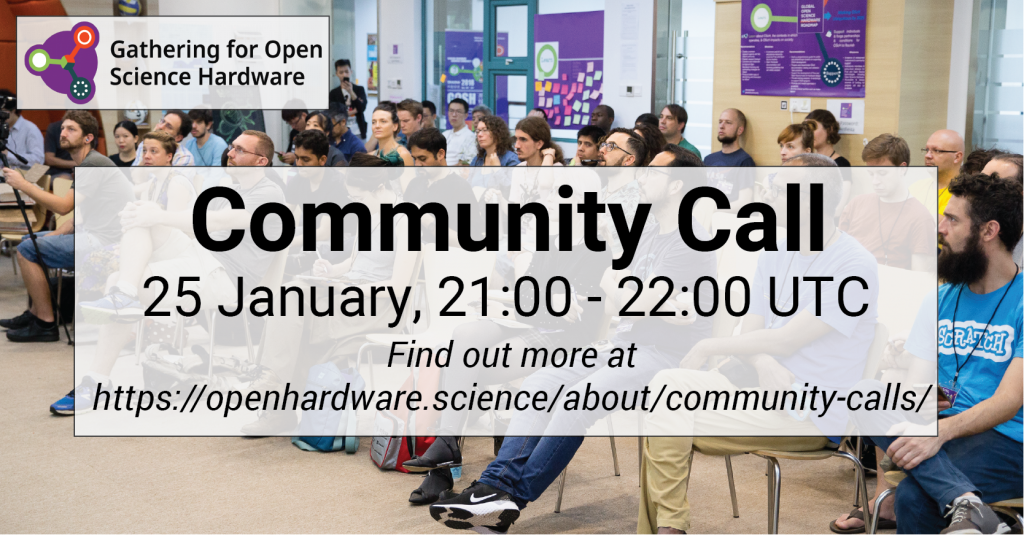 Gathering for Open
Science Hardware
Community Call
25 January, 21:00 - 22:00 UTC
Find out more at
https://openhardware.science/about/community-calls/
SCRATCH